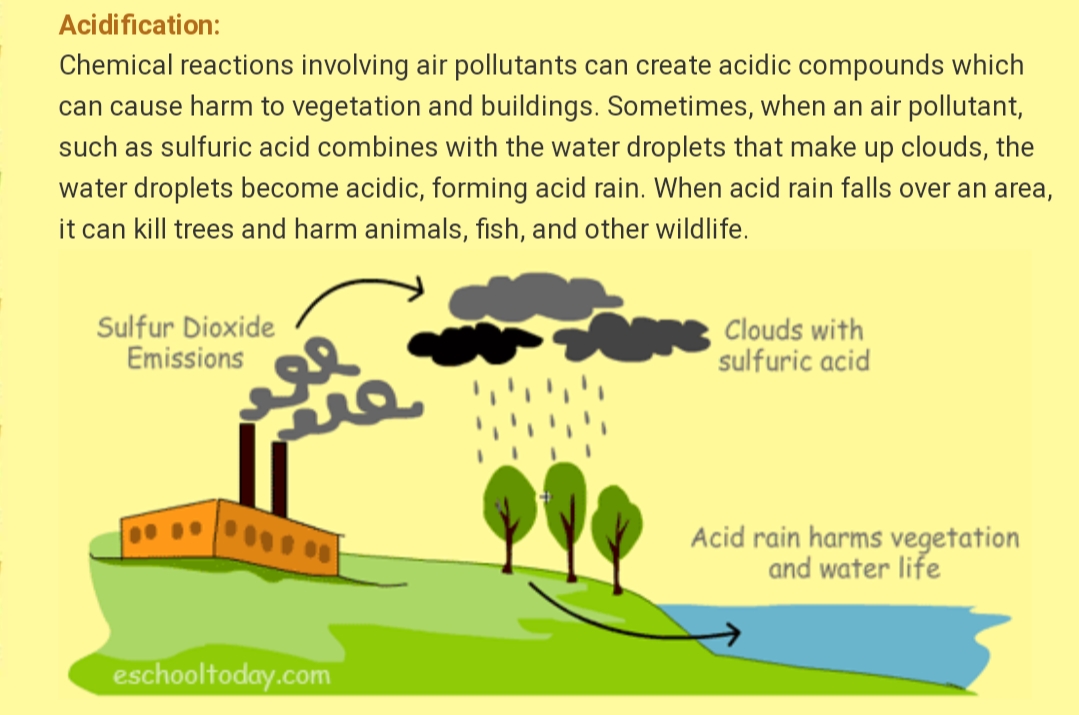 Acidification:
Chemical reactions involving air pollutants can create acidic compounds which
can cause harm to vegetation and buildings. Sometimes, when an air pollutant,
such as sulfuric acid combines with the water droplets that make up clouds, the
water droplets become acidic, forming acid rain. When acid rain falls over an area,
it can kill trees and harm animals, fish, and other wildlife.
Sulfur Dioxide
Emissions
Clouds with
sulfuric acid
Acid rain harms vegetation
and water life
eschooltoday.com